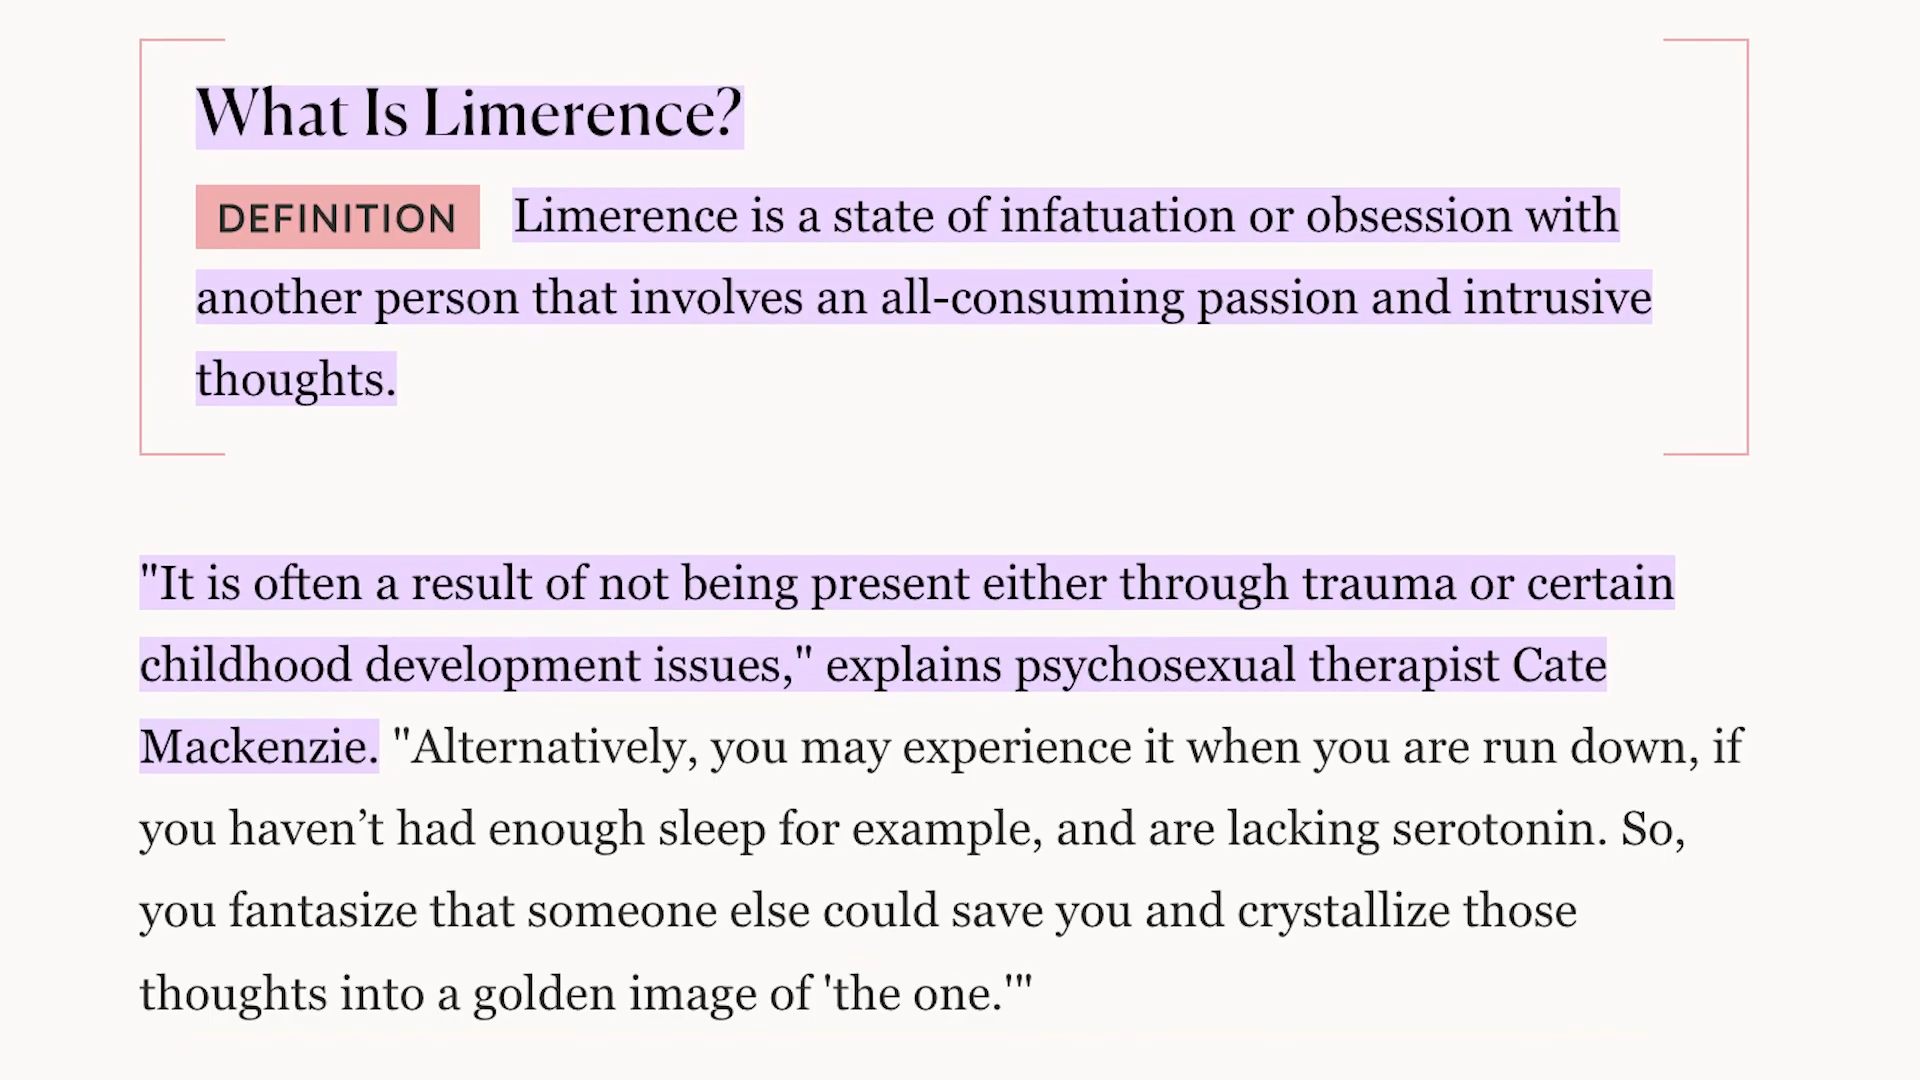 What Is Limerence?
DEFINITION Limerence is a state of infatuation or obsession with
another person that involves an all-consuming passion and intrusive
thoughts.
"It is often a result of not being present either through trauma or certain
childhood development issues," explains psychosexual therapist Cate
Mackenzie. "Alternatively, you may experience it when you are run down, if
you haven’t had enough sleep for example, and are lacking serotonin. So,
you fantasize that someone else could save you and crystallize those
thoughts into a golden image of 'the one.'"